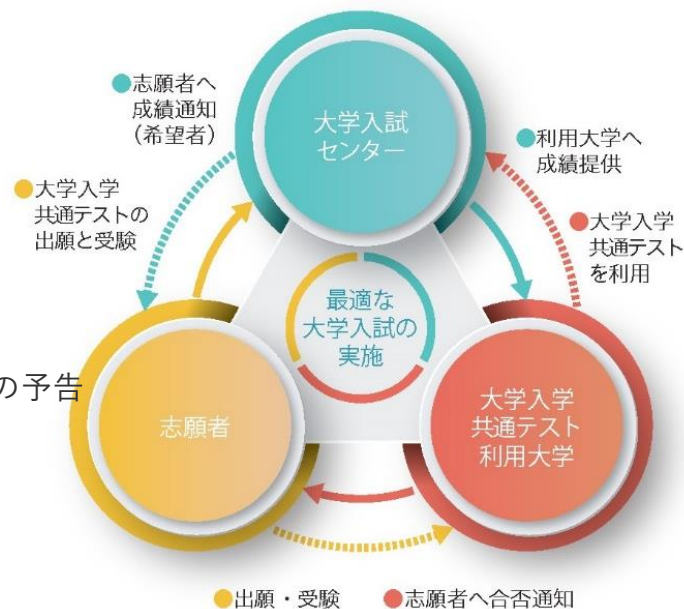 ●志願者へ
成績通知
(希望者)
大学入試
センター
●利用大学へ
成績提供
●大学入学
共通テストの
出願と受験
●大学入学
共通テスト
を利用
最適な
大学入試の
実施
の予告
志願者
大学入学
共通テスト
利用大学
●出願・受験
●志願者へ合否通知